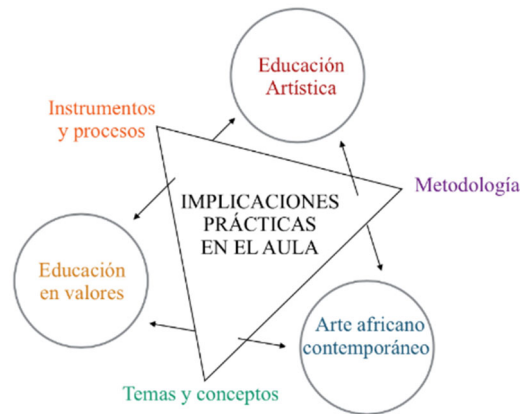 Educación
Artística
Instrumentos
y procesos
Metodología
IMPLICACIONES
PRÁCTICAS
EN EL AULA
Educación
en valores
Arte africano
contemporáneo
Temas y conceptos